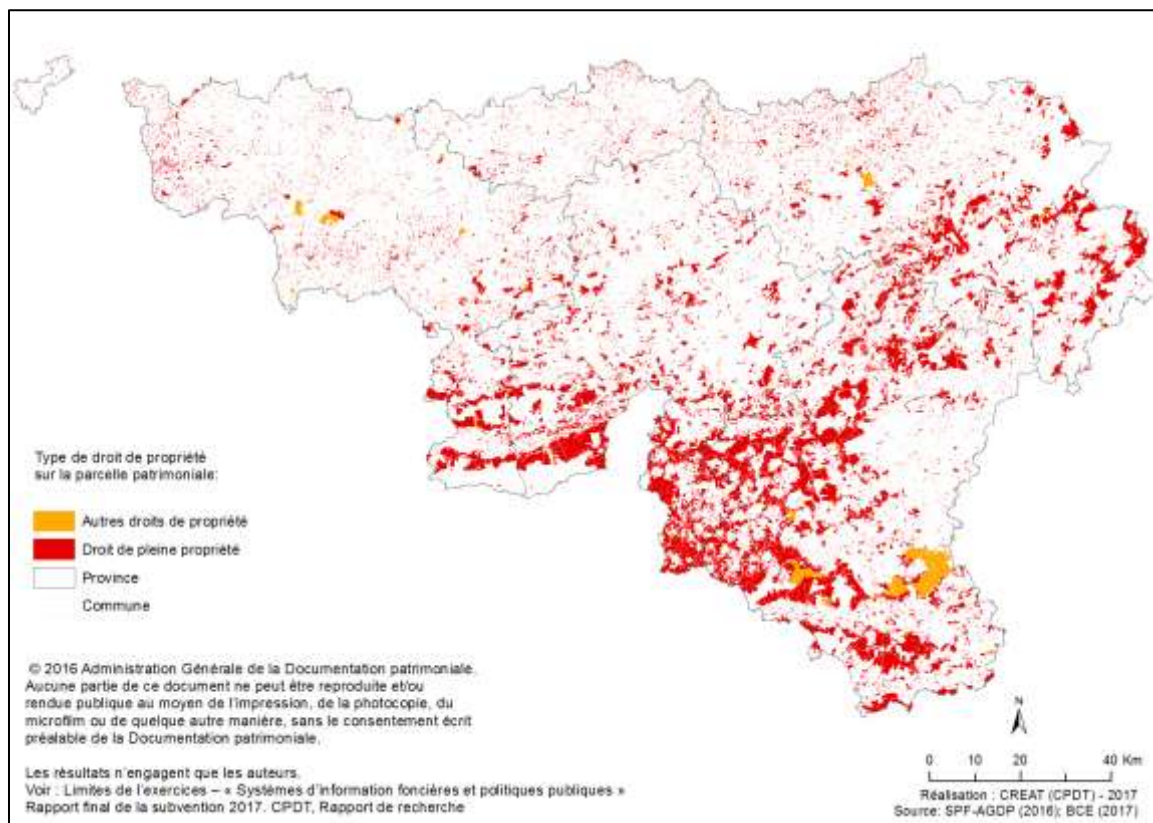 Type de droit de propriété
sur la parcelle patrimoniale:
Autres droits de propriété
Droit de pleine propriété
Province
Commune
© 2016 Administration Générale de la Documentation patrimoniale.
Aucune partie de ce document ne peut être reproduite et/ou
rendue publique au moyen de l'impression, de la photocopie, du
microfilm ou de quelque autre manière, sans le consentement écrit
préalable de la Documentation patrimoniale.
Les résultats n'engagent que les auteurs.
Voir : Limites de l'exercices – « Systèmes d'information foncières et politiques publiques »
Rapport final de la subvention 2017. CPDT, Rapport de recherche
N
0 10 20 40 Km
Réalisation : CREAT (CPDT) - 2017
Source: SPF-AGDP (2016); BCE (2017)